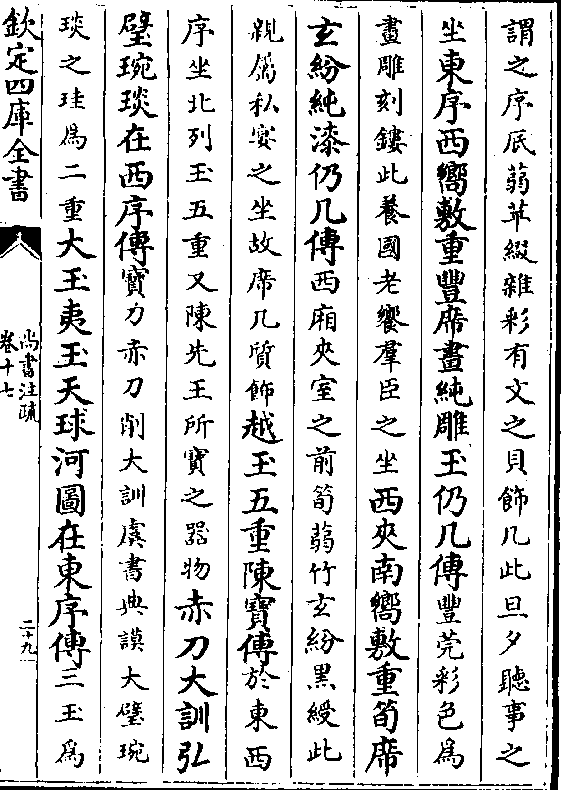 謂之序底蒻苹綴雜彩有文之貝飾几此旦夕聽事之
坐東序西嚮敷重豐席畫純雕玉仍几傳豐莞彩色為
畫雕刻鏤此養國老饗羣臣之坐西夾南嚮敷重筍席
玄紛純漆仍几傳西廂夾室之前筍蒻竹玄紛黑綬此
親屬私宴之坐故席几質飾越玉五重陳寶傳於東西
序坐北列玉五重又陳先王所寶之器物赤刀大訓弘
璧琬琰在西序傳寶刀赤刀削大訓虞書典謨大璧琬
琰之珪為二重大玉夷玉天球河圖在東序傳三玉為
欽定四庫全書
尚書注疏
卷十七
二十九